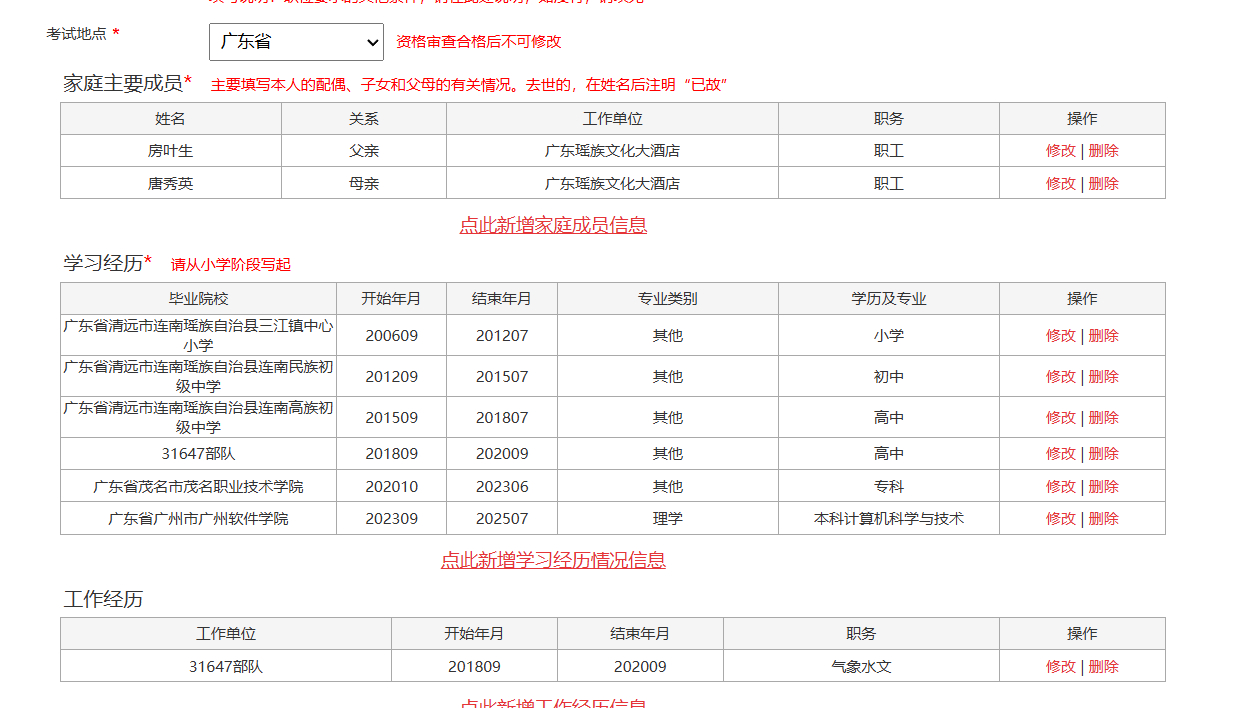 考试地点 *
广东省
资格审查合格后不可修改
家庭主要成员* 主要填写本人的配偶、子女和父母的有关情况。去世的，在姓名后注明“已故”
姓名 关系 工作单位 职务 操作
房叶生 父亲 广东瑶族文化大酒店 职工 修改 | 删除
唐秀英 母亲 广东瑶族文化大酒店 职工 修改 | 删除
点此新增家庭成员信息
学习经历* 请从小学阶段写起
毕业院校 开始年月 结束年月 专业类别 学历及专业 操作
广东省清远市连南瑶族自治县三江镇中心
小学 200609 201207 其他 小学 修改 | 删除
广东省清远市连南瑶族自治县连南民族初
级中学 201209 201507 其他 初中 修改 | 删除
广东省清远市连南瑶族自治县连南高族初
级中学 201509 201807 其他 高中 修改 | 删除
31647部队 201809 202009 其他 高中 修改 | 删除
广东省茂名市茂名职业技术学院 202010 202306 其他 专科 修改 | 删除
广东省广州市广州软件学院 202309 202507 理学 本科计算机科学与技术 修改 | 删除
点此新增学习经历情况信息
工作经历
工作单位 开始年月 结束年月 职务 操作
31647部队 201809 202009 气象水文 修改 | 删除
点此新增工作经历信息